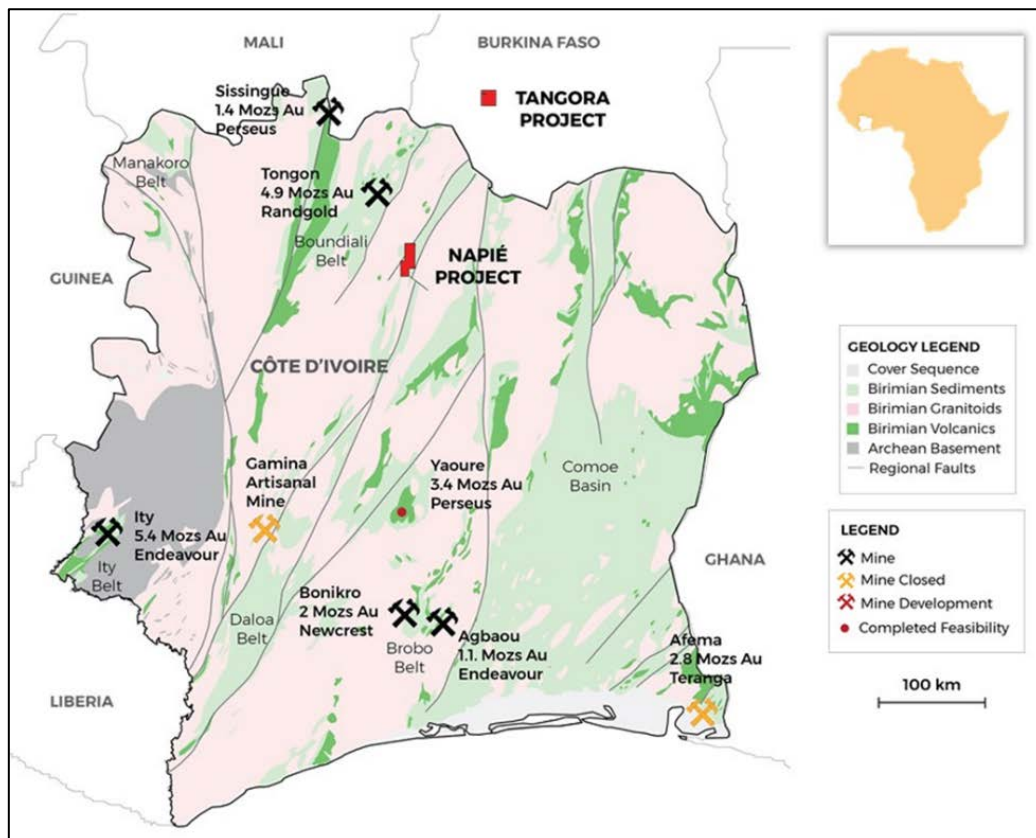 MALI
BURKINA FASO
Sissingue
1.4 Mozs Au
Perseus
TANGORA
PROJECT
Manakoro
Belt
Tongon
4.9 Mozs Au
Randgold
Boundiali
Belt
NAPIÉ
PROJECT
GUINEA
CÔTE D'IVOIRE
Gamina
Artisanal
Mine
Yaoure
3.4 Mozs Au
Perseus
Comoe
Basin
Ity
5.4 Mozs Au
Endeavour
Ity
Belt
GHANA
Daloa
Belt
Bonikro
2 Mozs Au
Newcrest
Brobo
Belt
Agbaou
1.1. Mozs Au
Endeavour
Afema
2.8 Mozs Au
Teranga
LIBERIA
GEOLOGY LEGEND
Cover Sequence
Birimian Sediments
Birimian Granitoids
Birimian Volcanics
Archean Basement
Regional Faults
LEGEND
Mine
Mine Closed
Mine Development
Completed Feasibility
100 km